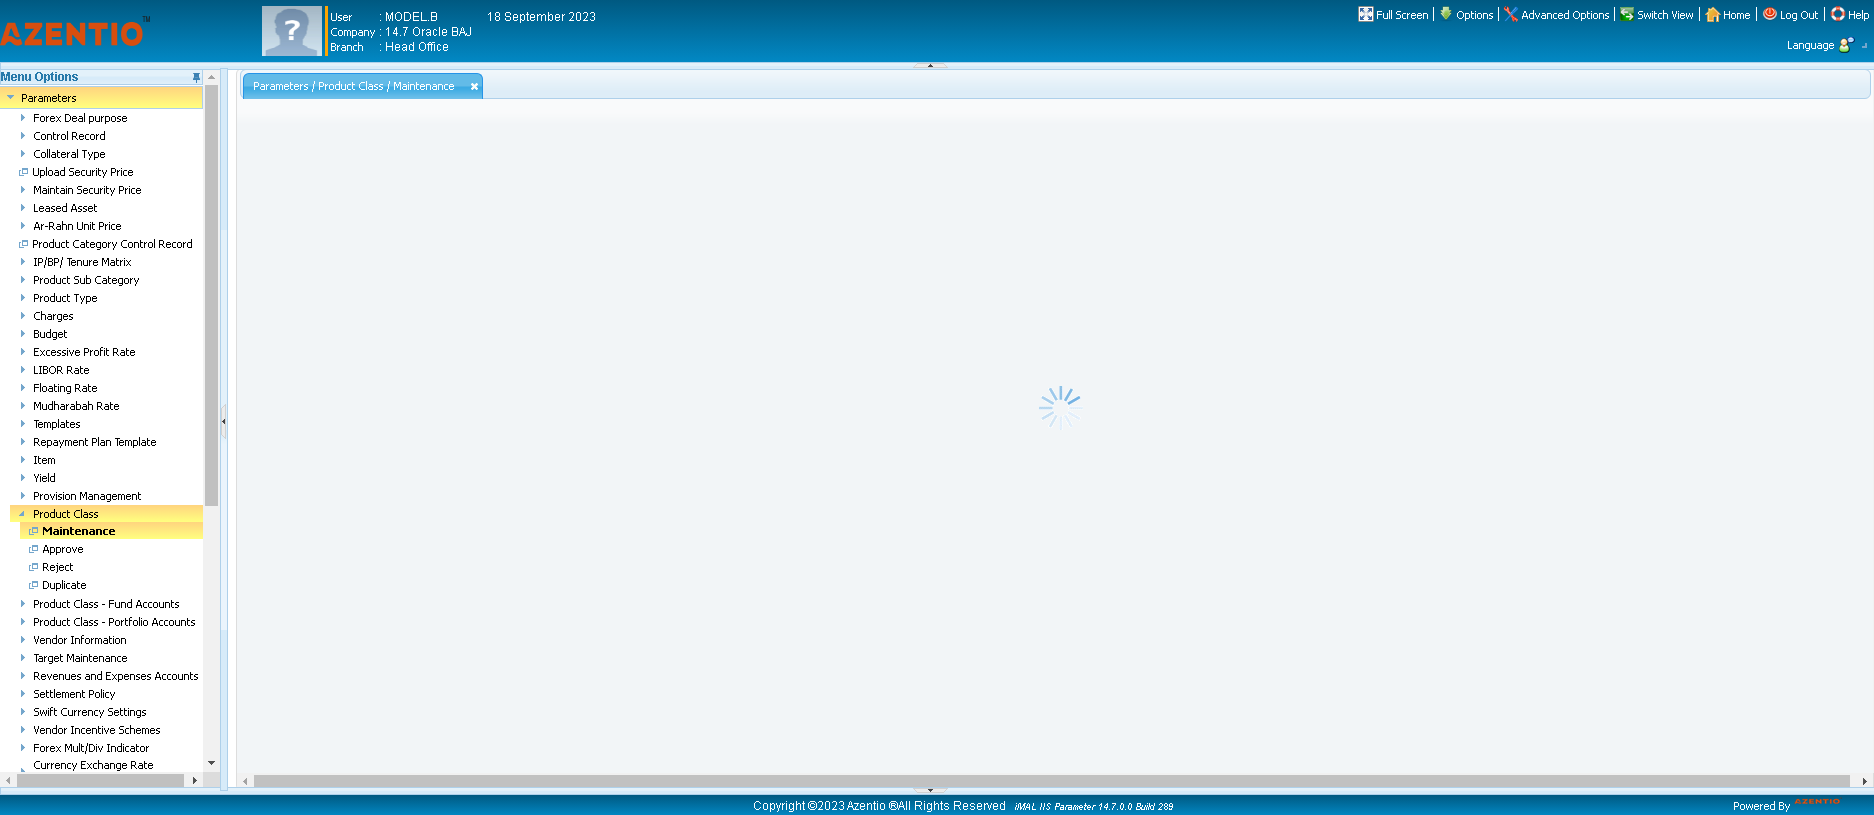 AZENTIO™
User : MODEL.B 18 September 2023
Company : 14.7 Oracle BAJ
Branch : Head Office
Full Screen | Options | Advanced Options | Switch View | Home | Log Out | Help
Language
Menu Options
Parameters
Forex Deal purpose
Control Record
Collateral Type
Upload Security Price
Maintain Security Price
Leased Asset
Ar-Rahn Unit Price
Product Category Control Record
IP/BP/ Tenure Matrix
Product Sub Category
Product Type
Charges
Budget
Excessive Profit Rate
LIBOR Rate
Floating Rate
Mudharabah Rate
Templates
Repayment Plan Template
Item
Yield
Provision Management
Product Class
Maintenance
Approve
Reject
Duplicate
Product Class - Fund Accounts
Product Class - Portfolio Accounts
Vendor Information
Target Maintenance
Revenues and Expenses Accounts
Settlement Policy
Swift Currency Settings
Vendor Incentive Schemes
Forex Mult/Div Indicator
Currency Exchange Rate
Parameters / Product Class / Maintenance
Copyright ©2023 Azentio ®All Rights Reserved iMAL IIS Parameter 14.7.0.0 Build 289
Powered By AZENTIO